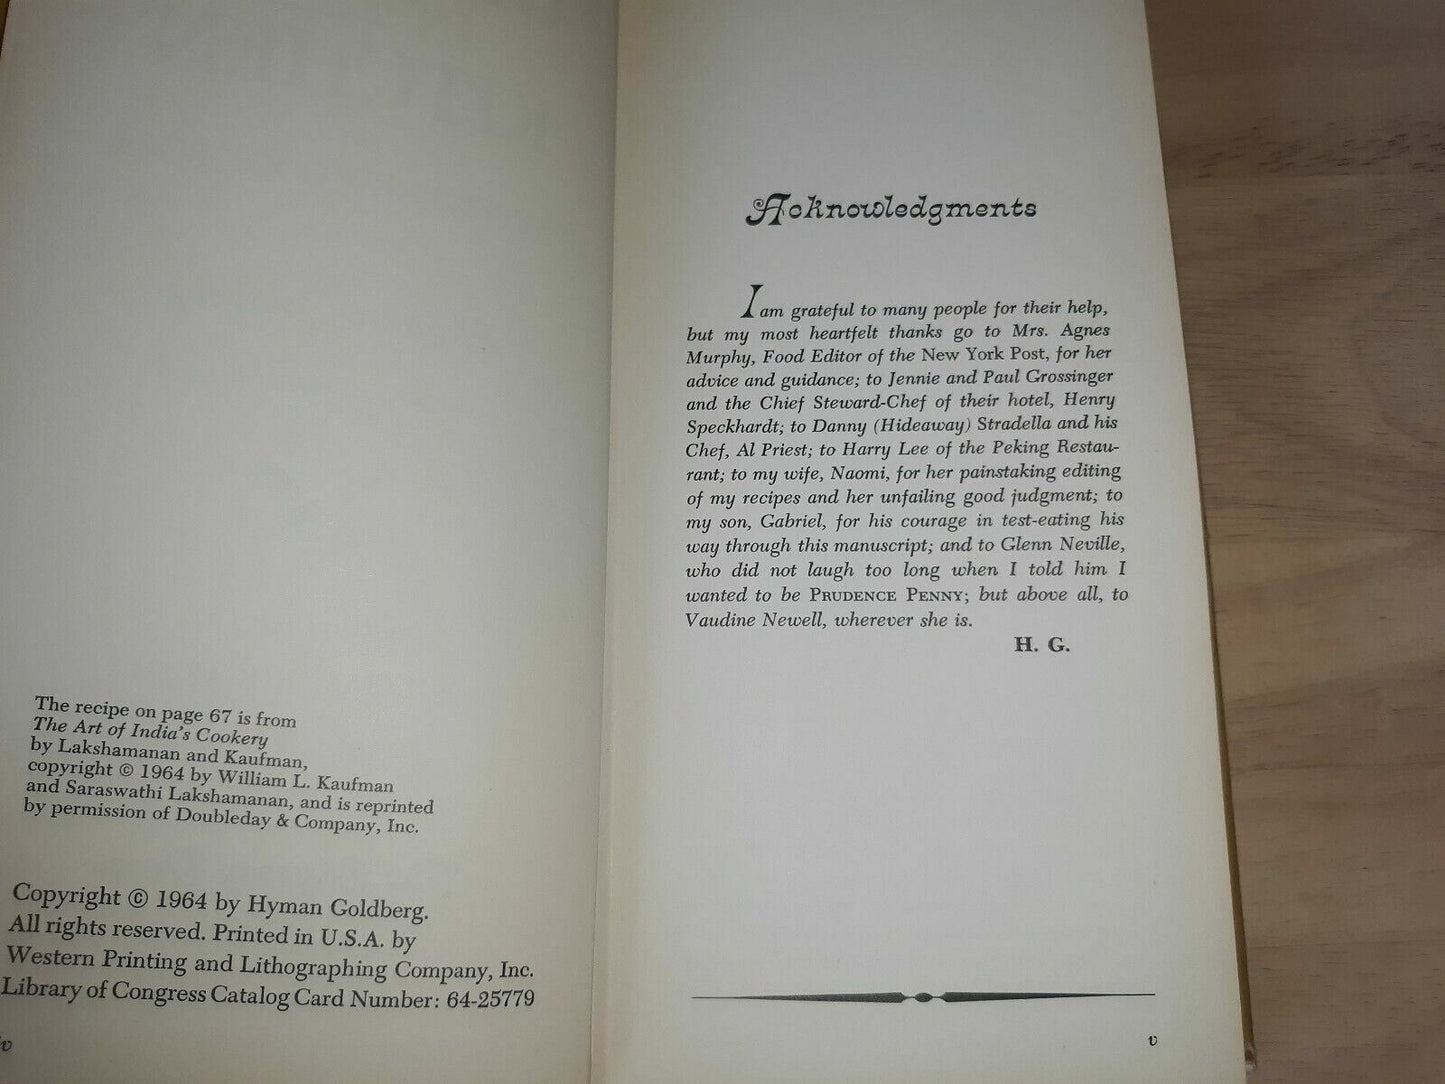 The recipe on page 67 is from
The Art of India's Cookery
by Lakshamanan and Kaufman,
copyright © 1964 by William L. Kaufman
and Saraswathi Lakshamanan, and is reprinted
by permission of Doubleday & Company, Inc.
Copyright © 1964 by Hyman Goldberg.
All rights reserved. Printed in U.S.A. by
Western Printing and Lithographing Company, Inc.
Library of Congress Catalog Card Number: 64-25779
iv
Acknowledgments
I am grateful to many people for their help,
but my most heartfelt thanks go to Mrs. Agnes
Murphy, Food Editor of the New York Post, for her
advice and guidance; to Jennie and Paul Grossinger
and the Chief Steward-Chef of their hotel, Henry
Speckhardt; to Danny (Hideaway) Stradella and his
Chef, Al Priest; to Harry Lee of the Peking Restau-
rant; to my wife, Naomi, for her painstaking editing
of my recipes and her unfailing good judgment; to
my son, Gabriel, for his courage in test-eating his
way through this manuscript; and to Glenn Neville,
who did not laugh too long when I told him I
wanted to be PRUDENCE PENNY; but above all, to
Vaudine Newell, wherever she is.
H. G.
v